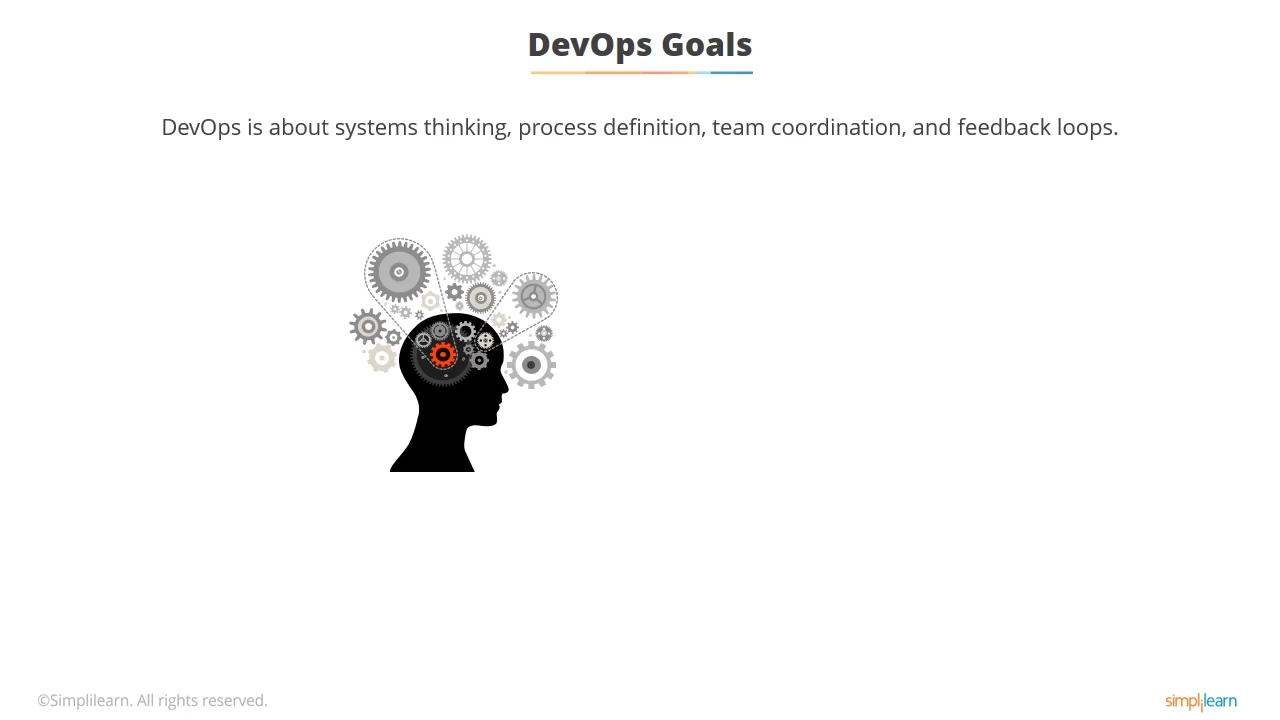 DevOps Goals
DevOps is about systems thinking, process definition, team coordination, and feedback loops.
©Simplilearn. All rights reserved.
simplilearn